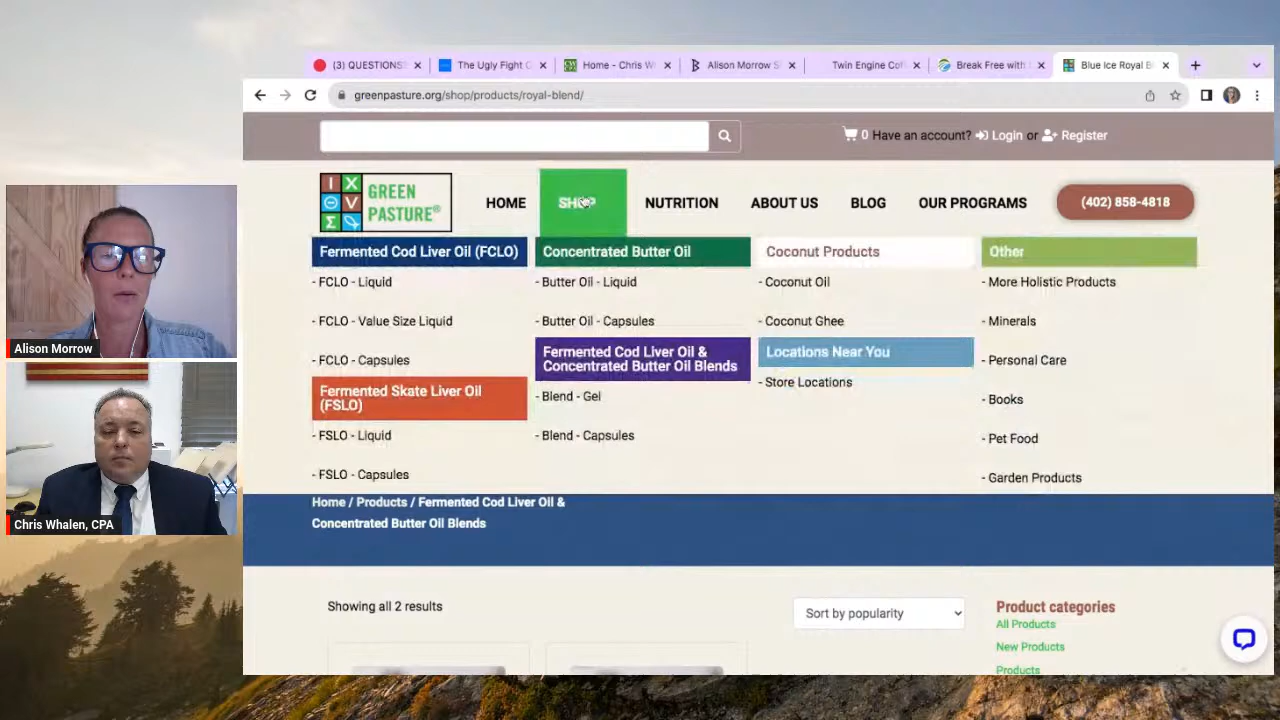 (3) QUESTIONS
The Ugly Fight
Home - Chris W
Alison Morrow S
Twin Engine Cof
Break Free with
Blue Ice Royal B
greenpasture.org/shop/products/royal-blend/
0 Have an account? Login or Register
GREEN
PASTURE®
HOME
SHOP
NUTRITION
ABOUT US
BLOG
OUR PROGRAMS
(402) 858-4818
Fermented Cod Liver Oil (FCLO)
- FCLO - Liquid
- FCLO - Value Size Liquid
- FCLO - Capsules
Fermented Skate Liver Oil
(FSLO)
- FSLO - Liquid
- FSLO - Capsules
Concentrated Butter Oil
- Butter Oil - Liquid
- Butter Oil - Capsules
Fermented Cod Liver Oil &
Concentrated Butter Oil Blends
- Blend - Gel
- Blend - Capsules
Coconut Products
- Coconut Oil
- Coconut Ghee
Locations Near You
- Store Locations
Other
- More Holistic Products
- Minerals
- Personal Care
- Books
- Pet Food
- Garden Products
Home / Products / Fermented Cod Liver Oil &
Concentrated Butter Oil Blends
Showing all 2 results
Sort by popularity
Product categories
All Products
New Products
Products
Alison Morrow
Chris Whalen, CPA